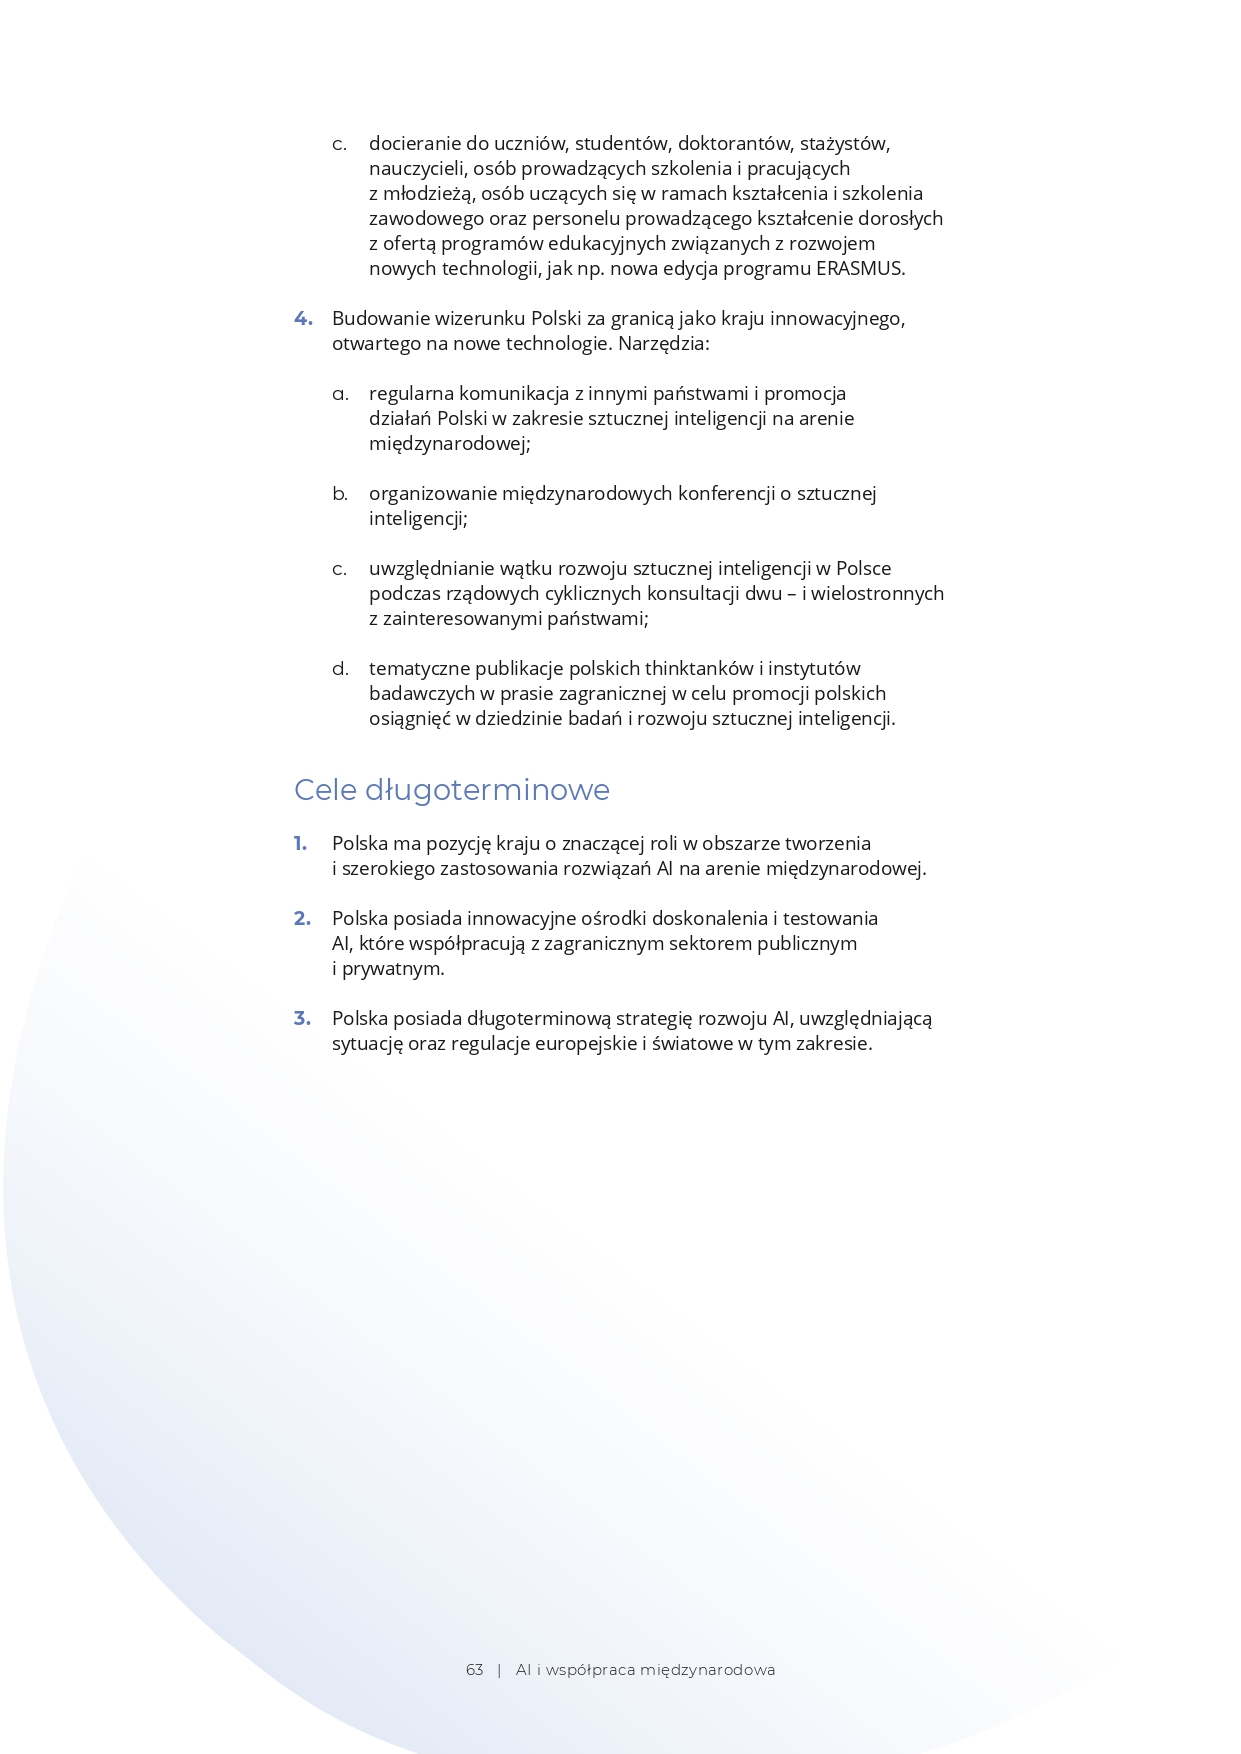 c. docieranie do uczniów, studentów, doktorantów, stażystów,
nauczycieli, osób prowadzących szkolenia i pracujących
z młodzieżą, osób uczących się w ramach kształcenia i szkolenia
zawodowego oraz personelu prowadzącego kształcenie dorosłych
z ofertą programów edukacyjnych związanych z rozwojem
nowych technologii, jak np. nowa edycja programu ERASMUS.
4. Budowanie wizerunku Polski za granicą jako kraju innowacyjnego,
otwartego na nowe technologie. Narzędzia:
a. regularna komunikacja z innymi państwami i promocja
działań Polski w zakresie sztucznej inteligencji na arenie
międzynarodowej;
b. organizowanie międzynarodowych konferencji o sztucznej
inteligencji;
c. uwzględnianie wątku rozwoju sztucznej inteligencji w Polsce
podczas rządowych cyklicznych konsultacji dwu – i wielostronnych
z zainteresowanymi państwami;
d. tematyczne publikacje polskich thinktanków i instytutów
badawczych w prasie zagranicznej w celu promocji polskich
osiągnięć w dziedzinie badań i rozwoju sztucznej inteligencji.
Cele długoterminowe
1. Polska ma pozycję kraju o znaczącej roli w obszarze tworzenia
i szerokiego zastosowania rozwiązań AI na arenie międzynarodowej.
2. Polska posiada innowacyjne ośrodki doskonalenia i testowania
AI, które współpracują z zagranicznym sektorem publicznym
i prywatnym.
3. Polska posiada długoterminową strategię rozwoju AI, uwzględniającą
sytuację oraz regulacje europejskie i światowe w tym zakresie.
63 | AI i współpraca międzynarodowa